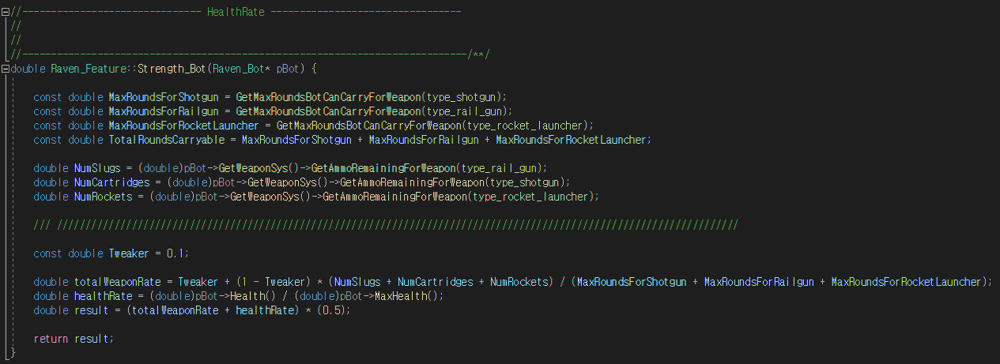 //------------------------------- HealthRate ---------------------------------
//
//
//-----------------------------------------------------------------------------/**/
double Raven_Feature::Strength_Bot(Raven_Bot* pBot) {
const double MaxRoundsForShotgun = GetMaxRoundsBotCanCarryForWeapon(type_shotgun);
const double MaxRoundsForRailgun = GetMaxRoundsBotCanCarryForWeapon(type_rail_gun);
const double MaxRoundsForRocketLauncher = GetMaxRoundsBotCanCarryForWeapon(type_rocket_launcher);
const double TotalRoundsCarryable = MaxRoundsForShotgun + MaxRoundsForRailgun + MaxRoundsForRocketLauncher;
double NumSlugs = (double)pBot->GetWeaponSys()->GetAmmoRemainingForWeapon(type_rail_gun);
double NumCartridges = (double)pBot->GetWeaponSys()->GetAmmoRemainingForWeapon(type_shotgun);
double NumRockets = (double)pBot->GetWeaponSys()->GetAmmoRemainingForWeapon(type_rocket_launcher);
/// //////////////////////////////////////////////////////////////////////////////////////////////////////////////////////
const double Tweaker = 0.1;
double totalWeaponRate = Tweaker + (1 - Tweaker) * (NumSlugs + NumCartridges + NumRockets) / (MaxRoundsForShotgun + MaxRoundsForRailgun + MaxRoundsForRocketLauncher);
double healthRate = (double)pBot->Health() / (double)pBot->MaxHealth();
double result = (totalWeaponRate + healthRate) * (0.5);
return result;
}